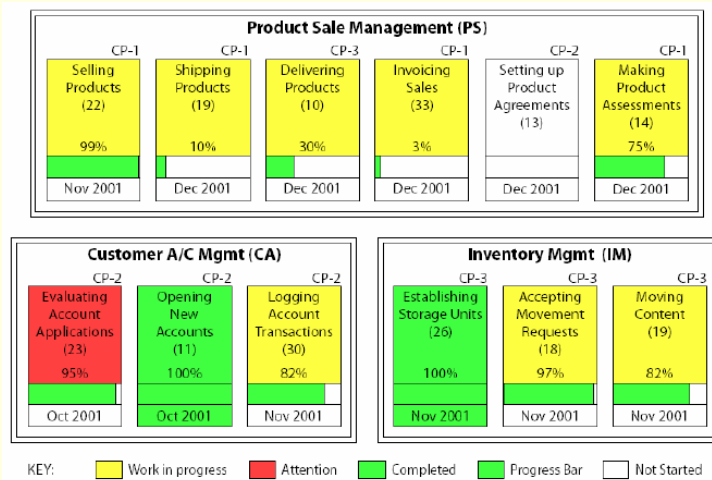 Product Sale Management (PS)
CP-1
Selling
Products
(22)
99%
Nov 2001
CP-1
Shipping
Products
(19)
10%
Dec 2001
CP-3
Delivering
Products
(10)
30%
Dec 2001
CP-1
Invoicing
Sales
(33)
3%
Dec 2001
CP-2
Setting up
Product
Agreements
(13)
Dec 2001
CP-1
Making
Product
Assessments
(14)
75%
Dec 2001
Customer A/C Mgmt (CA)
CP-2
Evaluating
Account
Applications
(23)
95%
Oct 2001
CP-2
Opening
New
Accounts
(11)
100%
Oct 2001
CP-2
Logging
Account
Transactions
(30)
82%
Nov 2001
Inventory Mgmt (IM)
CP-3
Establishing
Storage Units
(26)
100%
Nov 2001
CP-3
Accepting
Movement
Requests
(18)
97%
Nov 2001
CP-3
Moving
Content
(19)
82%
Nov 2001
KEY: Work in progress Attention Completed Progress Bar Not Started